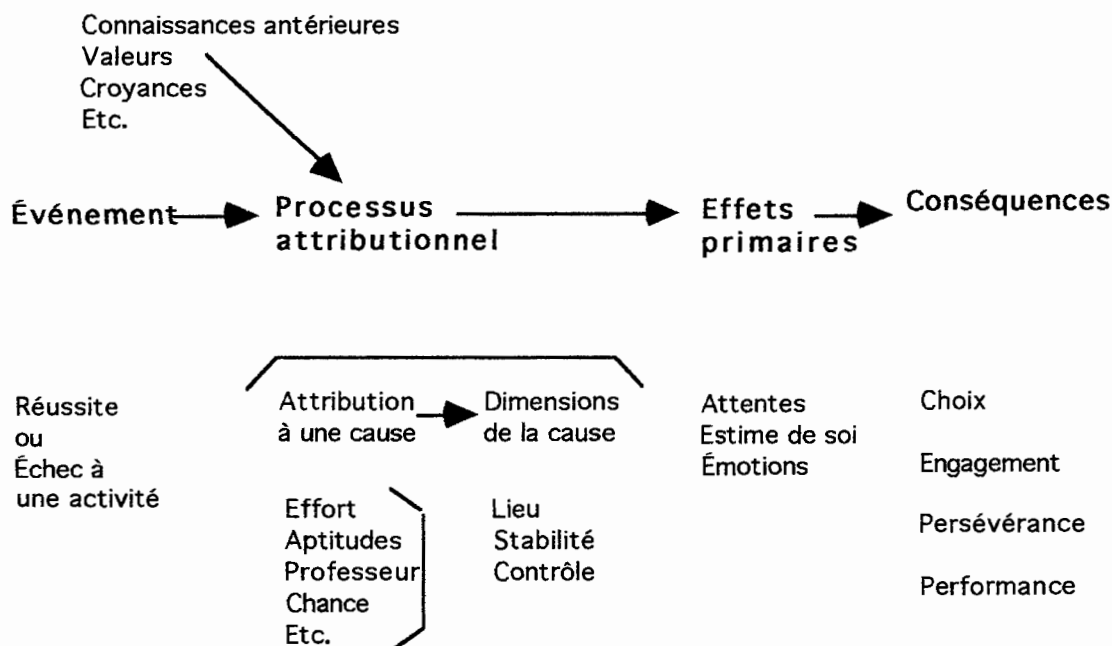 Connaissances antérieures
Valeurs
Croyances
Etc.
Événement
Processus
attributionnel
Effets
primaires
Conséquences
Réussite
ou
Échec à
une activité
Attribution
à une cause
Dimensions
de la cause
Attentes
Estime de soi
Émotions
Choix
Engagement
Persévérance
Performance
Effort
Aptitudes
Professeur
Chance
Etc.
Lieu
Stabilité
Contrôle